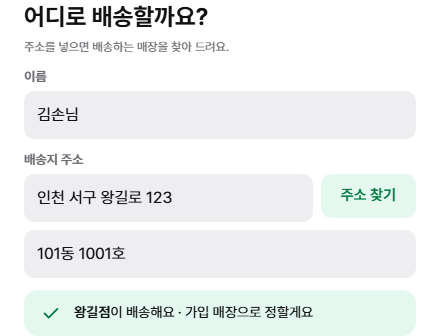 어디로 배송할까요?
주소를 넣으면 배송하는 매장을 찾아 드려요.
이름
김손님
배송지 주소
인천 서구 왕길로 123
주소 찾기
101동 1001호
왕길점이 배송해요 · 가입 매장으로 정할게요